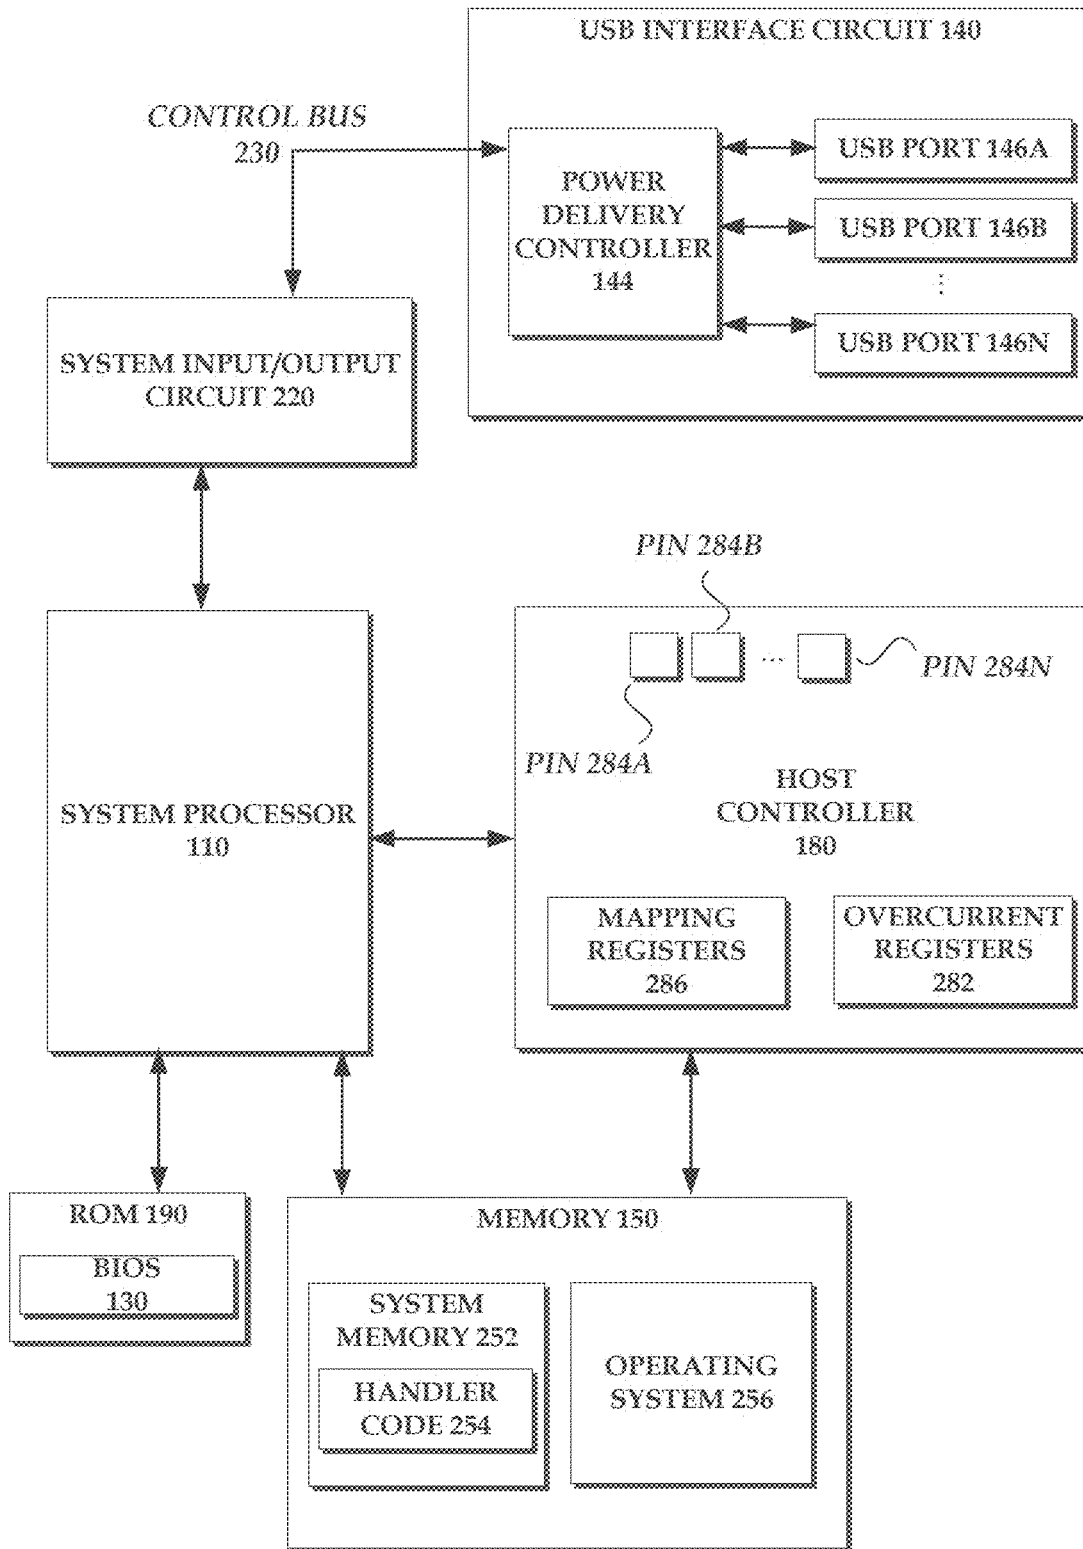 USB INTERFACE CIRCUIT 140
CONTROL BUS
230
POWER
DELIVERY
CONTROLLER
144
USB PORT 146A
USB PORT 146B
⋮
USB PORT 146N
SYSTEM INPUT/OUTPUT
CIRCUIT 220
PIN 284B
...
PIN 284N
PIN 284A
SYSTEM PROCESSOR
110
HOST
CONTROLLER
180
MAPPING
REGISTERS
286
OVERCURRENT
REGISTERS
282
ROM 190
BIOS
130
MEMORY 150
SYSTEM
MEMORY 252
HANDLER
CODE 254
OPERATING
SYSTEM 256